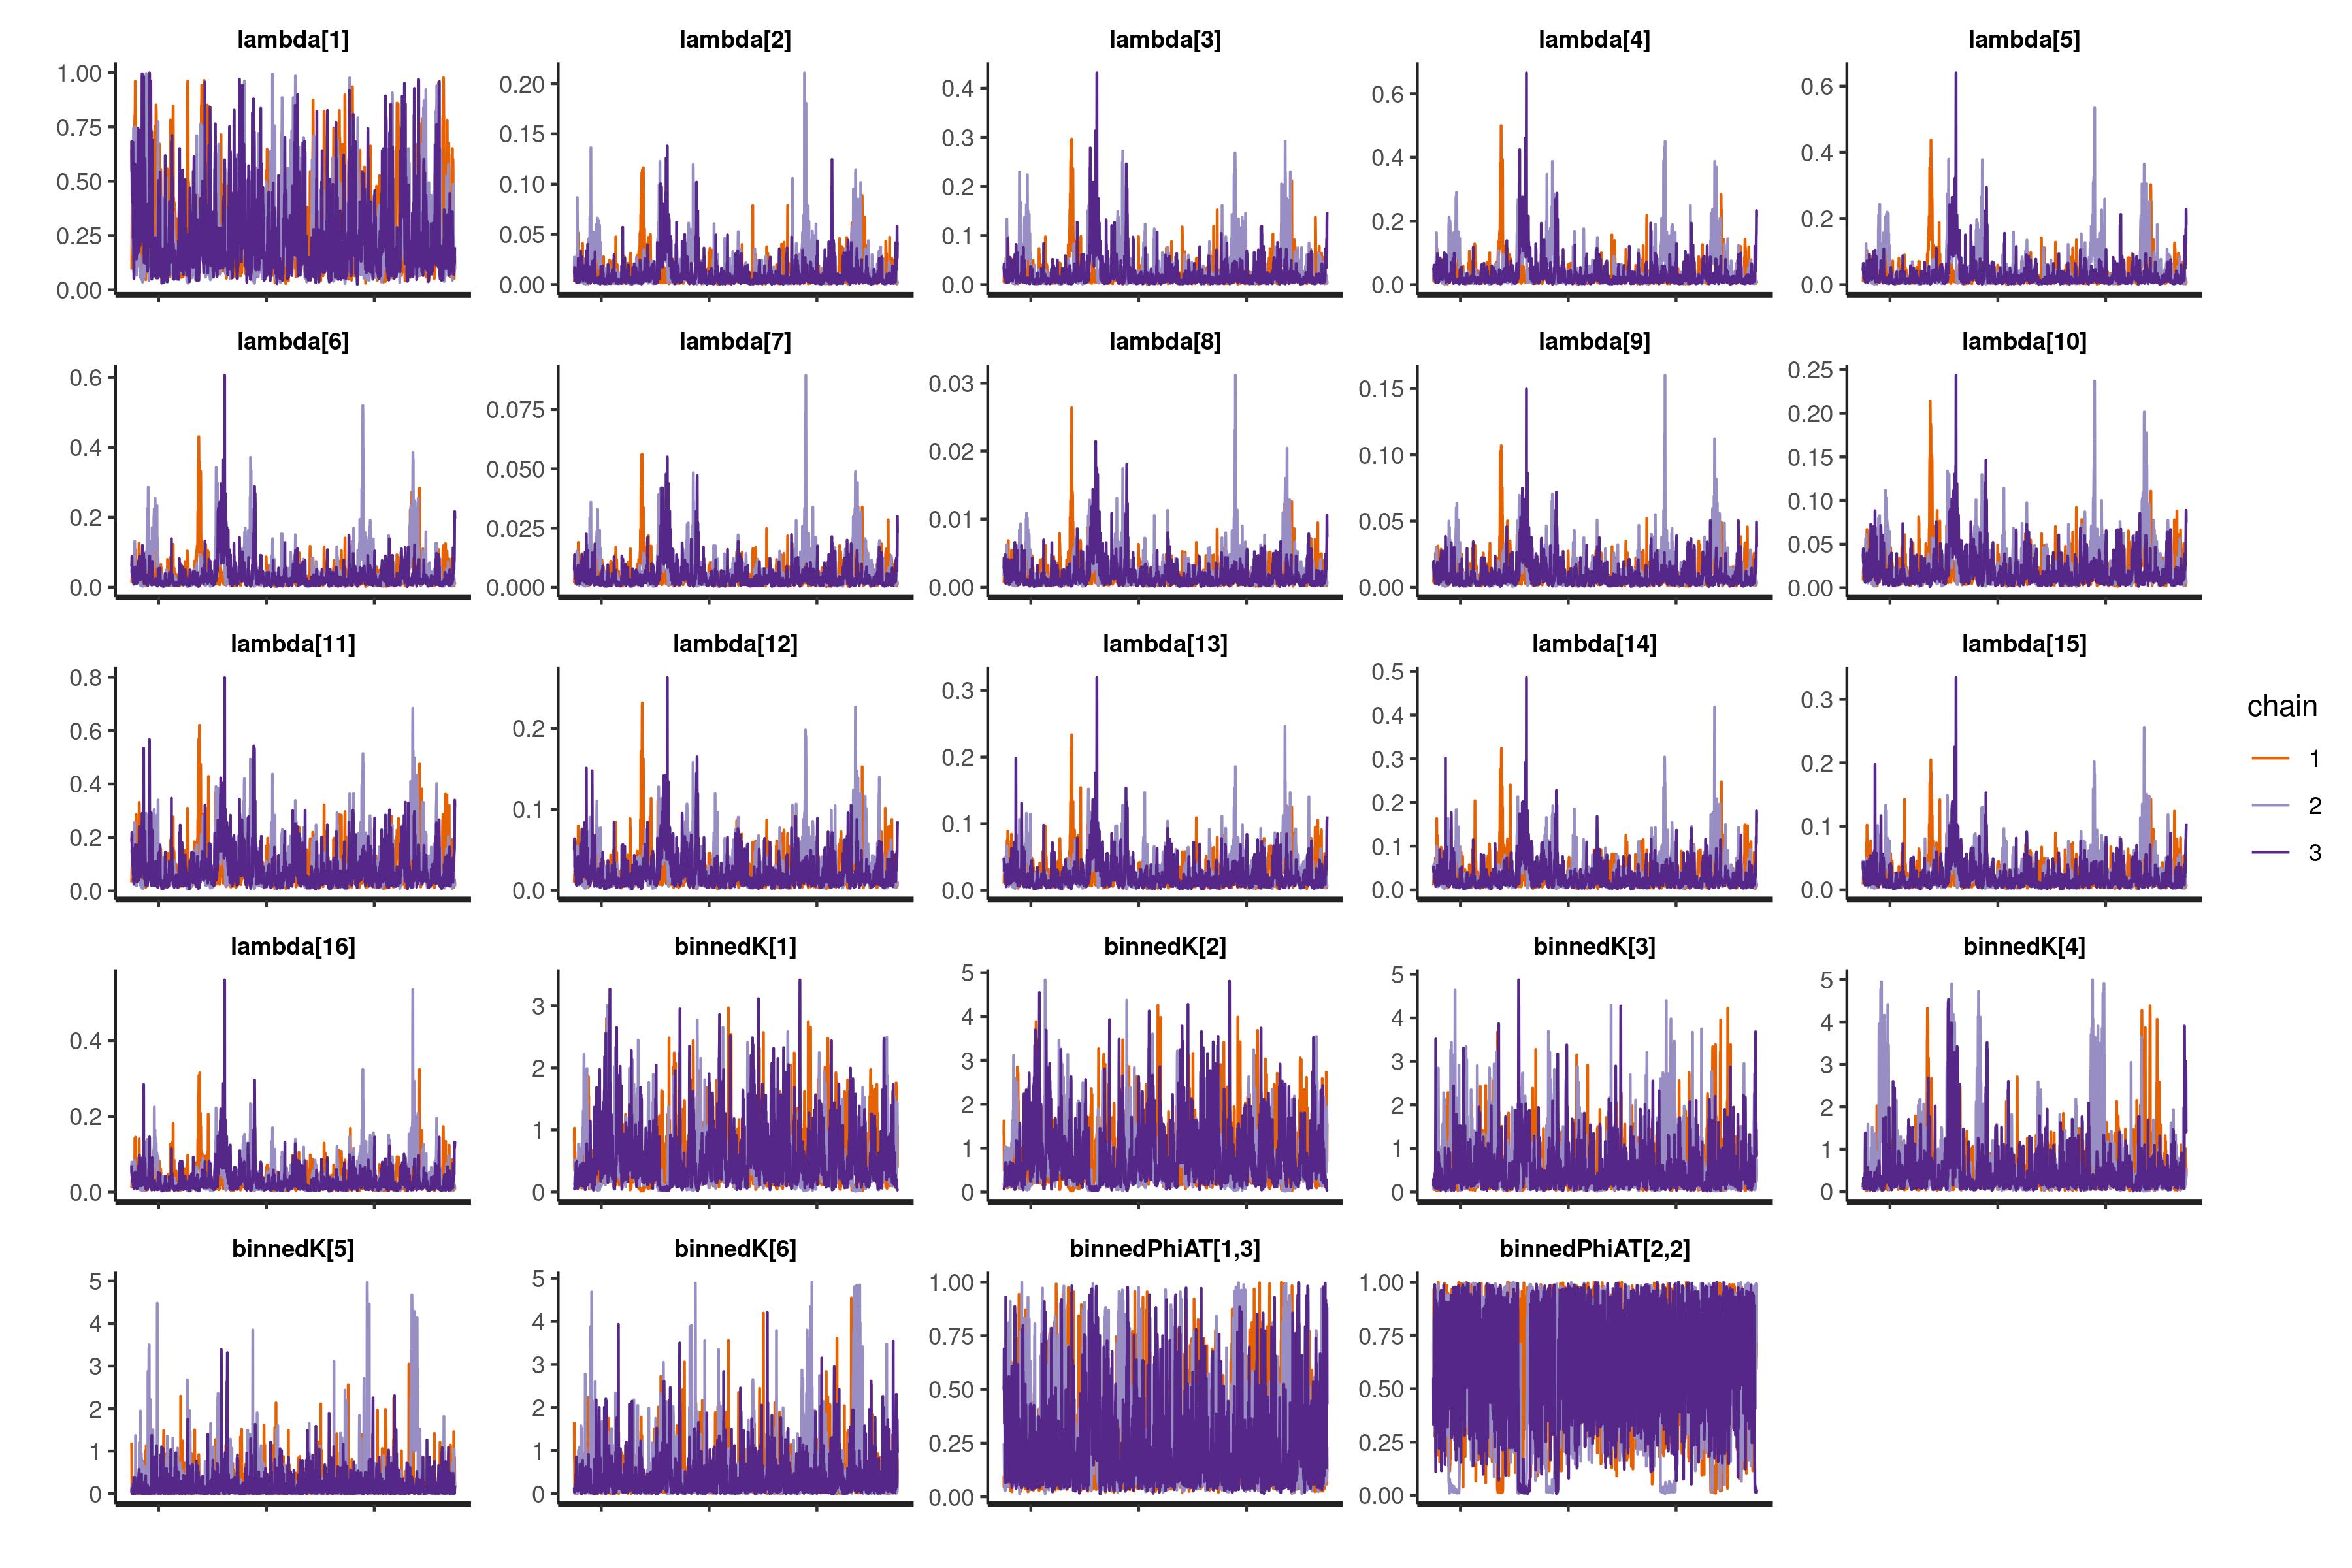 lambda[1] lambda[2] lambda[3] lambda[4] lambda[5]
1.00 0.75 0.50 0.25 0.00
0.20 0.15 0.10 0.05 0.00
0.4 0.3 0.2 0.1 0.0
0.6 0.4 0.2 0.0
0.6 0.4 0.2 0.0
lambda[6] lambda[7] lambda[8] lambda[9] lambda[10]
0.6 0.4 0.2 0.0
0.075 0.050 0.025 0.000
0.03 0.02 0.01 0.00
0.15 0.10 0.05 0.00
0.25 0.20 0.15 0.10 0.05 0.00
lambda[11] lambda[12] lambda[13] lambda[14] lambda[15]
0.8 0.6 0.4 0.2 0.0
0.2 0.1 0.0
0.3 0.2 0.1 0.0
0.5 0.4 0.3 0.2 0.1 0.0
0.3 0.2 0.1 0.0
chain
1
2
3
lambda[16] binnedK[1] binnedK[2] binnedK[3] binnedK[4]
0.4 0.2 0.0
3 2 1 0
5 4 3 2 1 0
5 4 3 2 1 0
5 4 3 2 1 0
binnedK[5] binnedK[6] binnedPhiAT[1,3] binnedPhiAT[2,2]
5 4 3 2 1 0
5 4 3 2 1 0
1.00 0.75 0.50 0.25 0.00
1.00 0.75 0.50 0.25 0.00